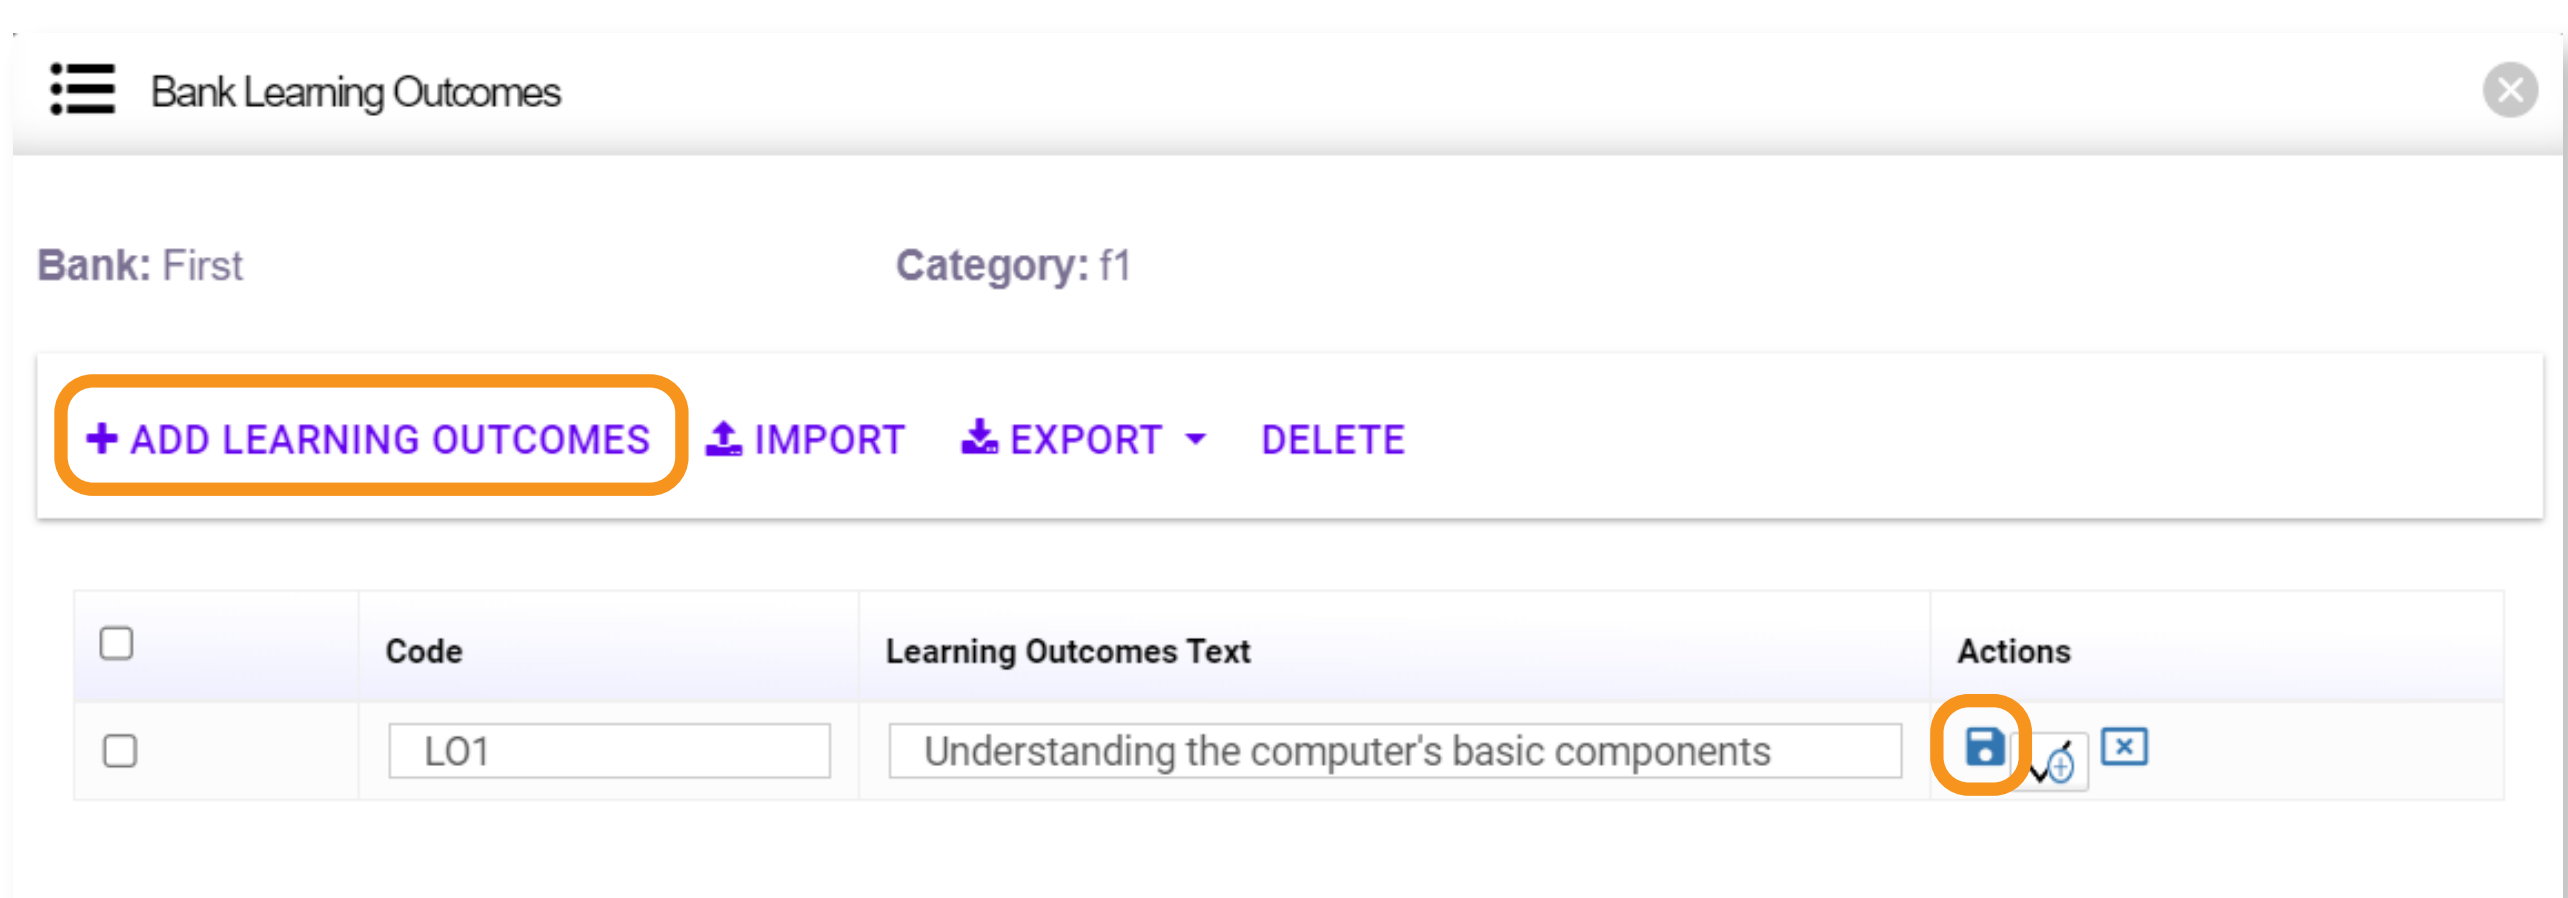 Bank Learning Outcomes
Bank: First Category: f1
ADD LEARNING OUTCOMES IMPORT EXPORT DELETE
Code Learning Outcomes Text Actions
LO1 Understanding the computer's basic components